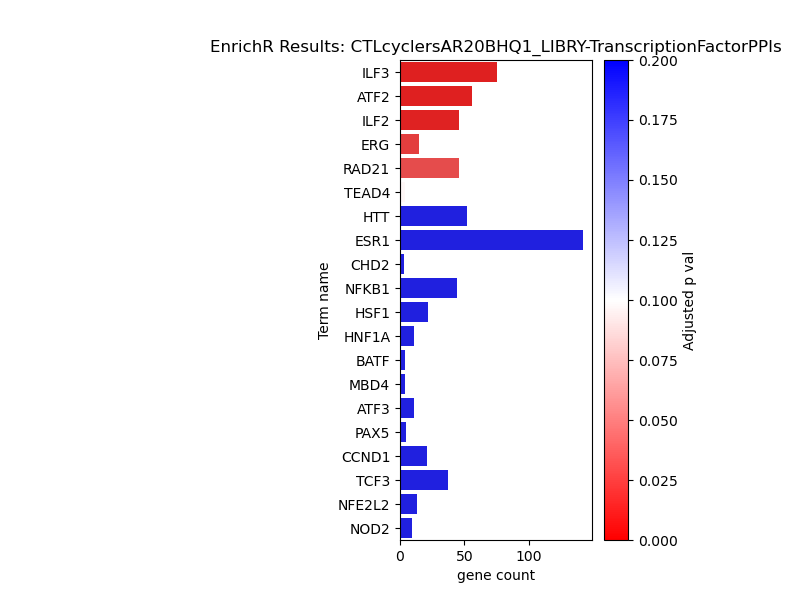 EnrichR Results: CTLcyclersAR20BHQ1_LIBRY-TranscriptionFactorPPIs
ILF3
ATF2
ILF2
ERG
RAD21
TEAD4
HTT
ESR1
CHD2
NFKB1
HSF1
HNF1A
BATF
MBD4
ATF3
PAX5
CCND1
TCF3
NFE2L2
NOD2
Term name
0 50 100
gene count
0.200
0.175
0.150
0.125
0.100
0.075
0.050
0.025
0.000
Adjusted p val